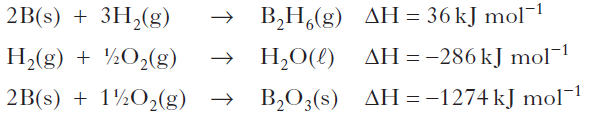 2B(s) + 3H₂(g) → B₂H₆(g) ΔH = 36 kJ mol⁻¹
H₂(g) + ½O₂(g) → H₂O(ℓ) ΔH = −286 kJ mol⁻¹
2B(s) + 1½O₂(g) → B₂O₃(s) ΔH = −1274 kJ mol⁻¹